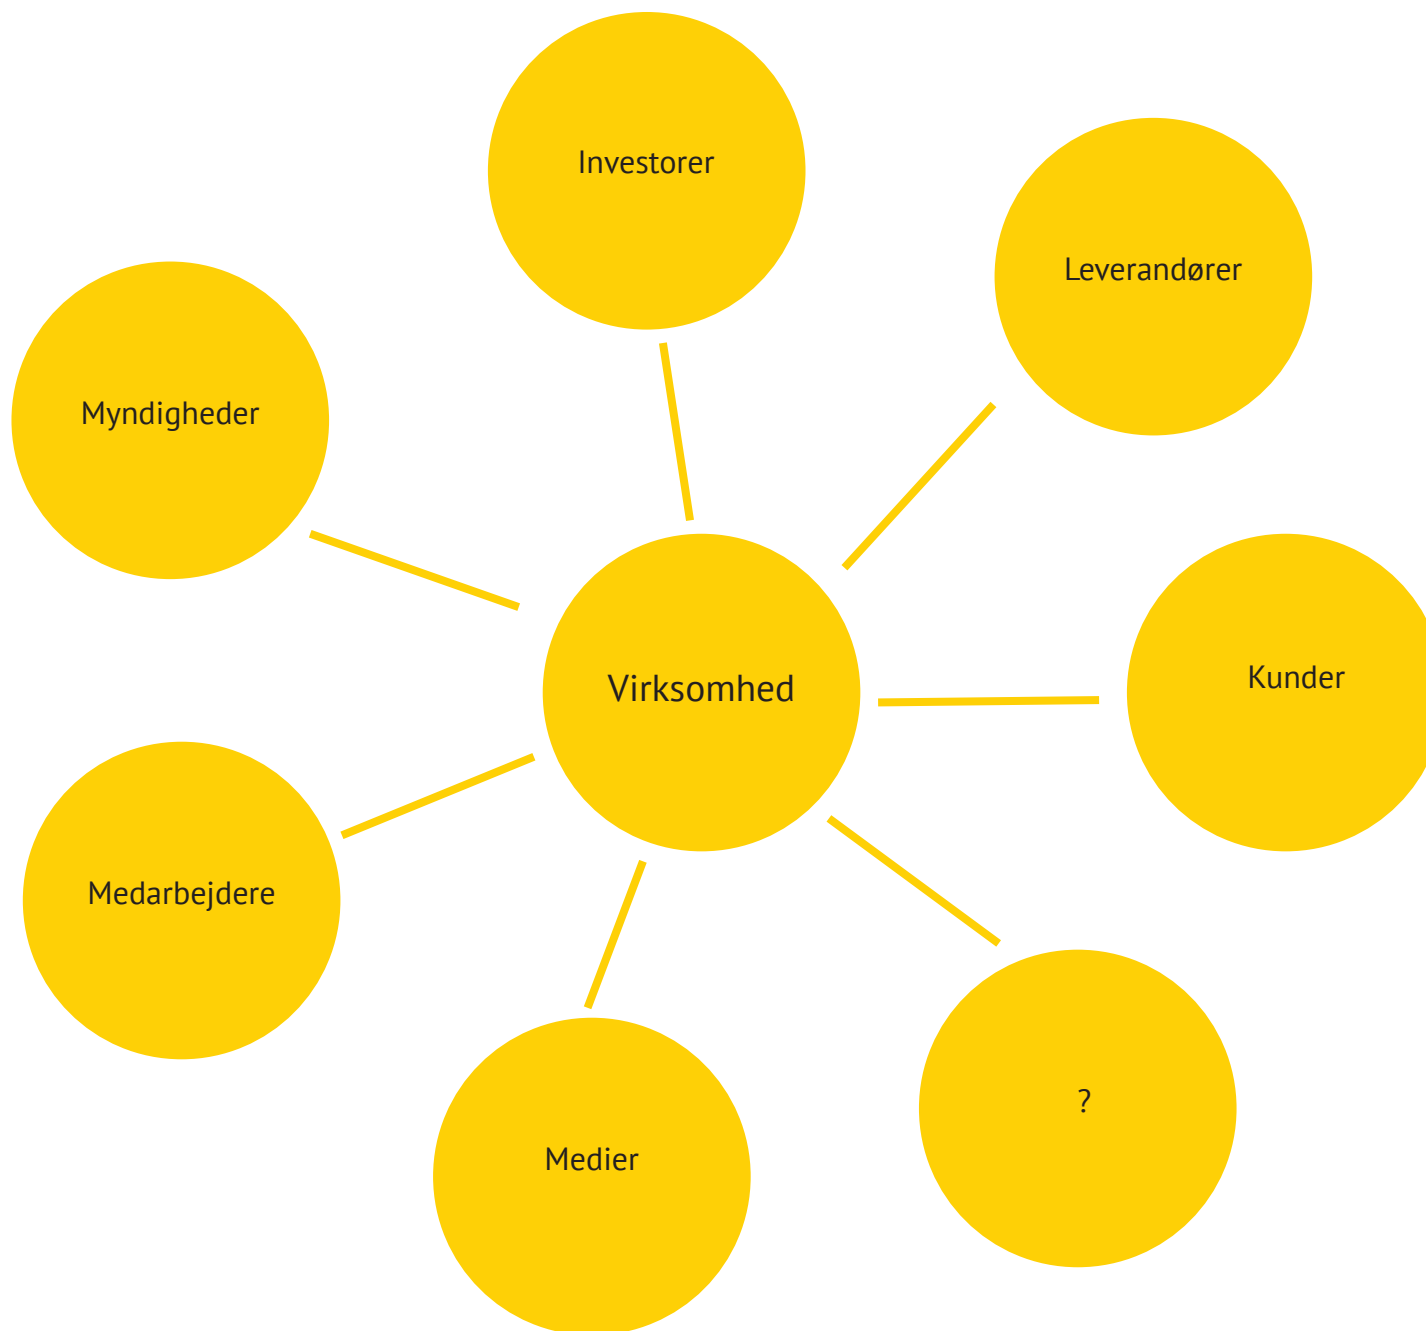 Investorer
Leverandører
Myndigheder
Kunder
Virksomhed
Medarbejdere
?
Medier